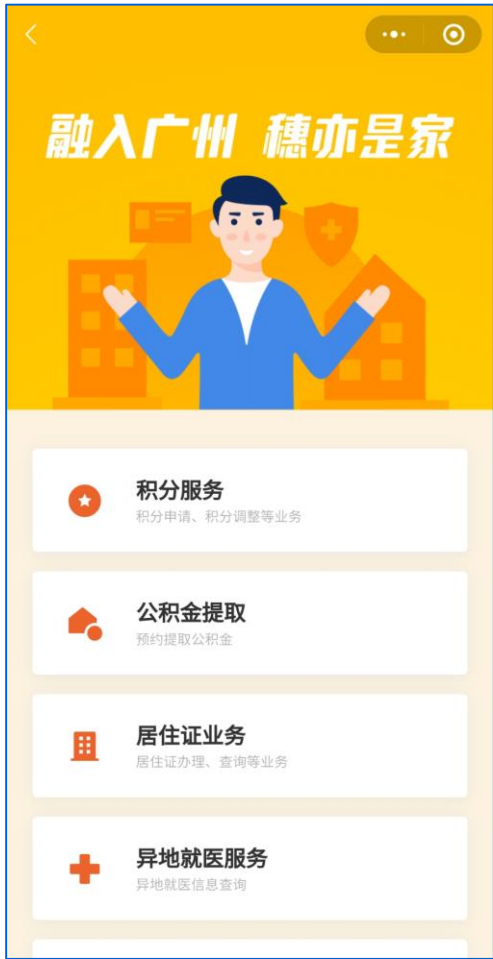 融入广州 穗亦是家
积分服务
积分申请、积分调整等业务
公积金提取
预约提取公积金
居住证业务
居住证办理、查询等业务
异地就医服务
异地就医信息查询